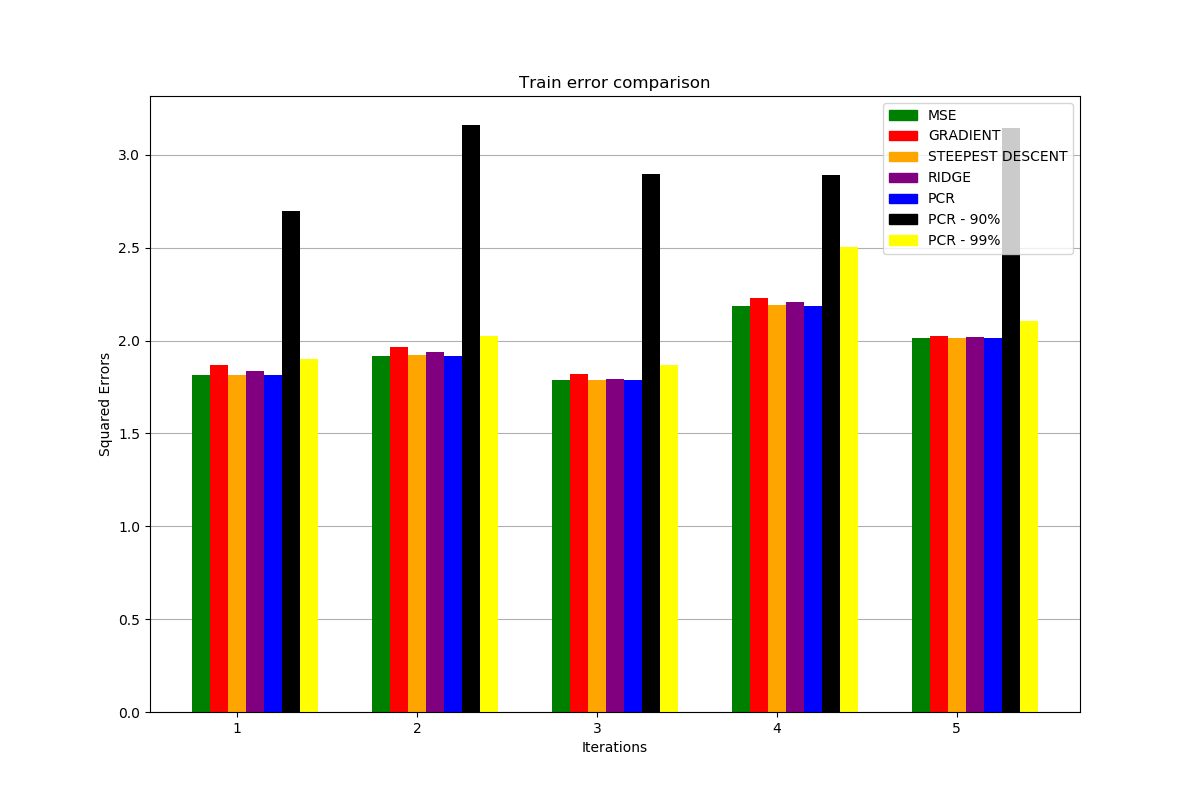 Train error comparison
MSE
GRADIENT
STEEPEST DESCENT
RIDGE
PCR
PCR - 90%
PCR - 99%
3.0
2.5
2.0
1.5
1.0
0.5
0.0
Squared Errors
1 2 3 4 5
Iterations